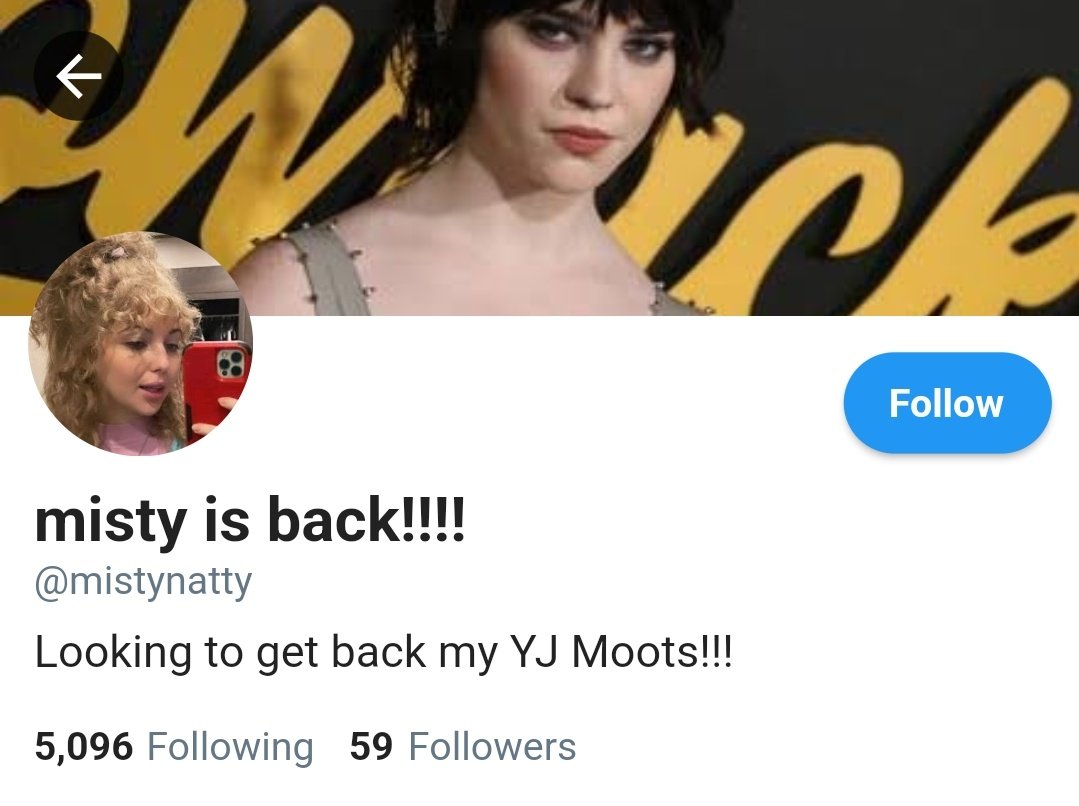 Follow
misty is back!!!!
@mistynatty
Looking to get back my YJ Moots!!!
5,096 Following 59 Followers